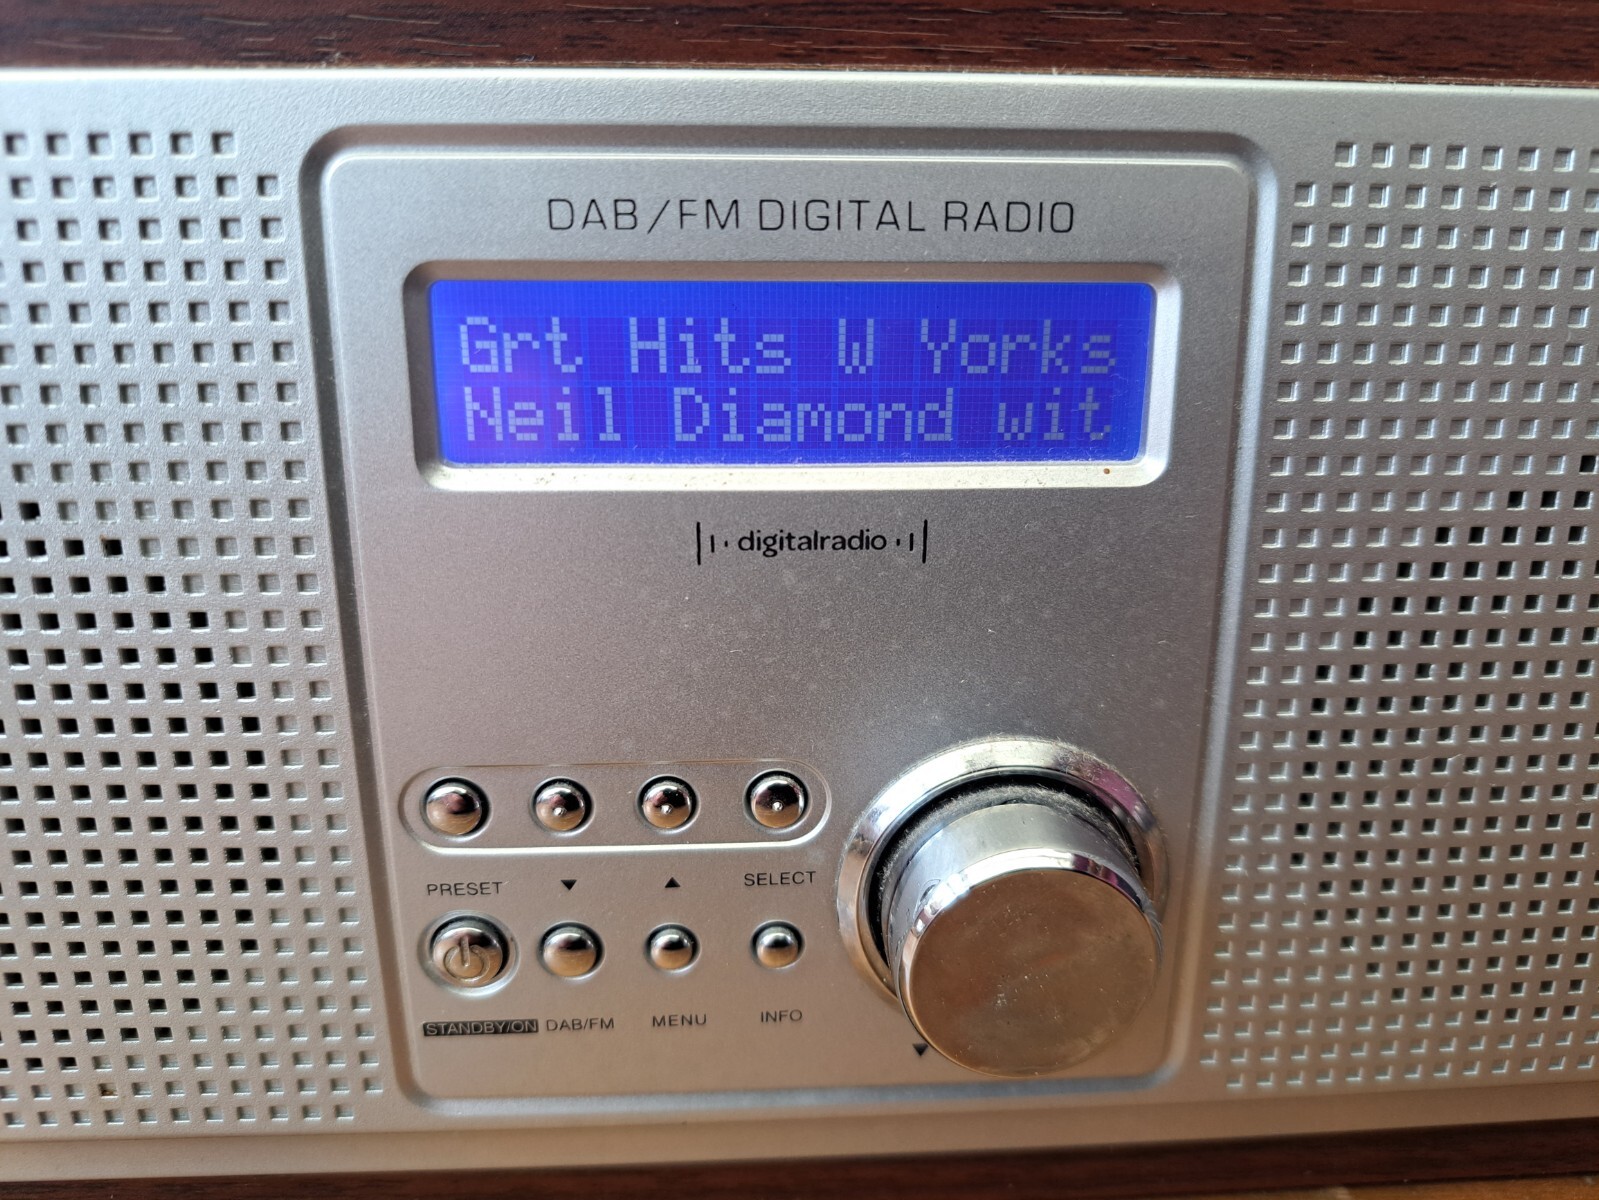 DAB/FM DIGITAL RADIO
Grt Hits W Yorks
Neil Diamond wit
digitalradio
PRESET ▼ ▲ SELECT
STANDBY/ON DAB/FM MENU INFO
▼